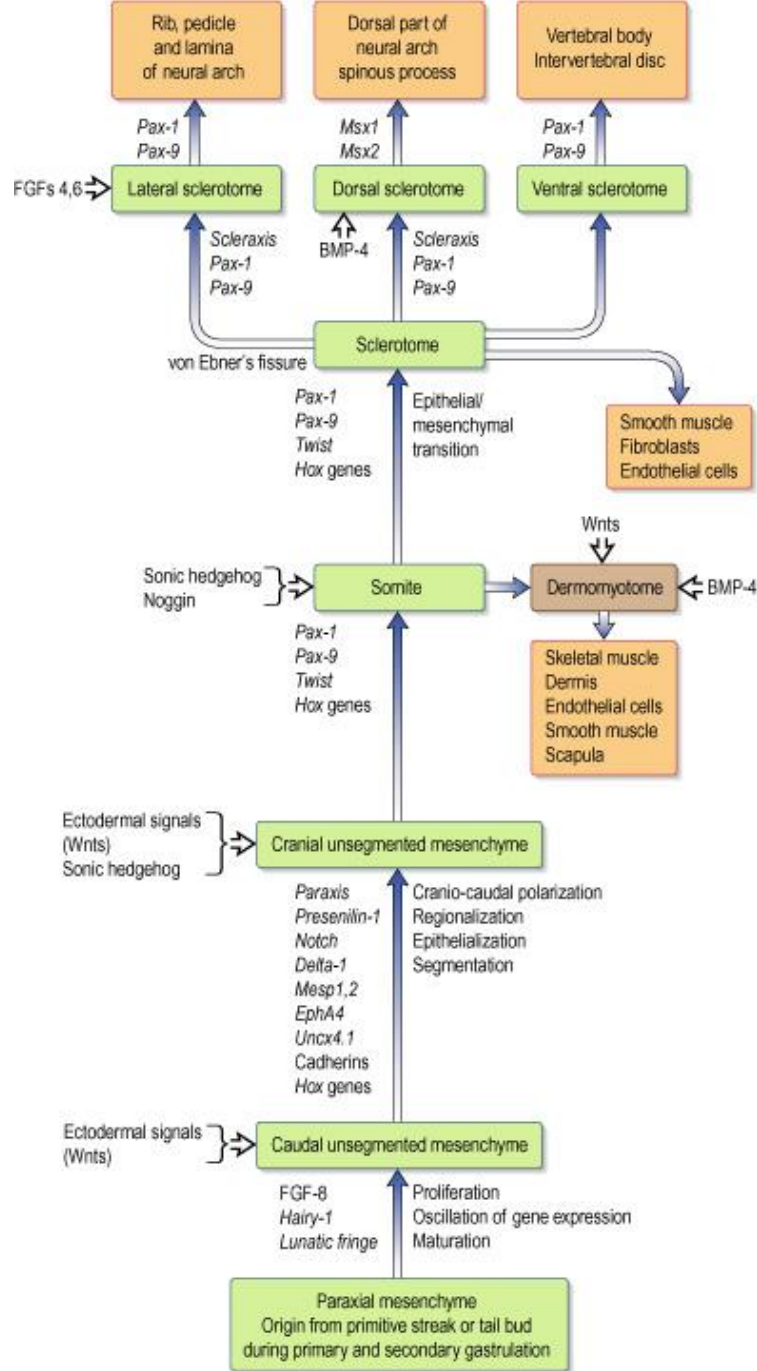 Rib, pedicle
and lamina
of neural arch
Dorsal part of
neural arch
spinous process
Vertebral body
Intervertebral disc
Pax-1
Pax-9
Msx1
Msx2
Pax-1
Pax-9
FGFs 4,6
Lateral sclerotome
Dorsal sclerotome
Ventral sclerotome
BMP-4
Scleraxis
Pax-1
Pax-9
Scleraxis
Pax-1
Pax-9
Sclerotome
von Ebner's fissure
Pax-1
Pax-9
Twist
Hox genes
Epithelial/
mesenchymal
transition
Smooth muscle
Fibroblasts
Endothelial cells
Wnts
Sonic hedgehog
Noggin
Somite
Dermomyotome
BMP-4
Pax-1
Pax-9
Twist
Hox genes
Skeletal muscle
Dermis
Endothelial cells
Smooth muscle
Scapula
Ectodermal signals
(Wnts)
Sonic hedgehog
Cranial unsegmented mesenchyme
Paraxis
Presenilin-1
Notch
Delta-1
Mesp1,2
EphA4
Uncx4.1
Cadherins
Hox genes
Cranio-caudal polarization
Regionalization
Epithelialization
Segmentation
Ectodermal signals
(Wnts)
Caudal unsegmented mesenchyme
FGF-8
Hairy-1
Lunatic fringe
Proliferation
Oscillation of gene expression
Maturation
Paraxial mesenchyme
Origin from primitive streak or tail bud
during primary and secondary gastrulation